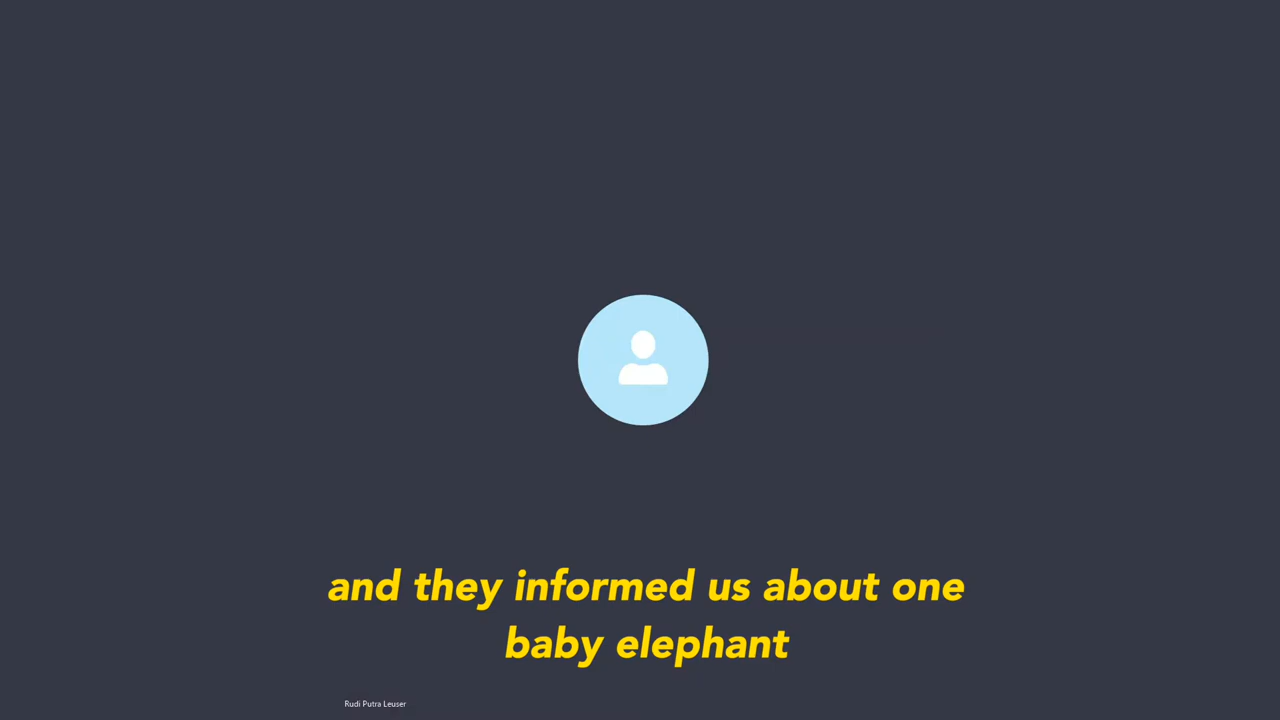 and they informed us about one
baby elephant
Rudi Putra Leuser